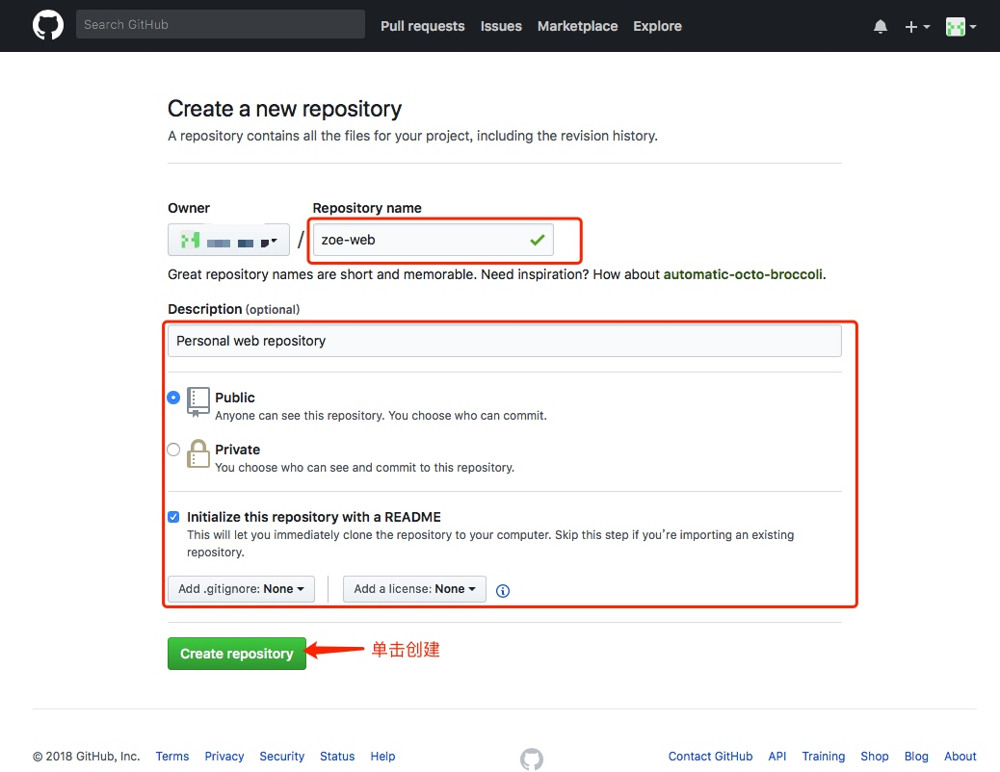 Search GitHub Pull requests Issues Marketplace Explore
Create a new repository
A repository contains all the files for your project, including the revision history.
Owner Repository name
/ zoe-web
Great repository names are short and memorable. Need inspiration? How about automatic-octo-broccoli.
Description (optional)
Personal web repository
Public
Anyone can see this repository. You choose who can commit.
Private
You choose who can see and commit to this repository.
Initialize this repository with a README
This will let you immediately clone the repository to your computer. Skip this step if you're importing an existing
repository.
Add .gitignore: None Add a license: None
Create repository 单击创建
© 2018 GitHub, Inc. Terms Privacy Security Status Help Contact GitHub API Training Shop Blog About